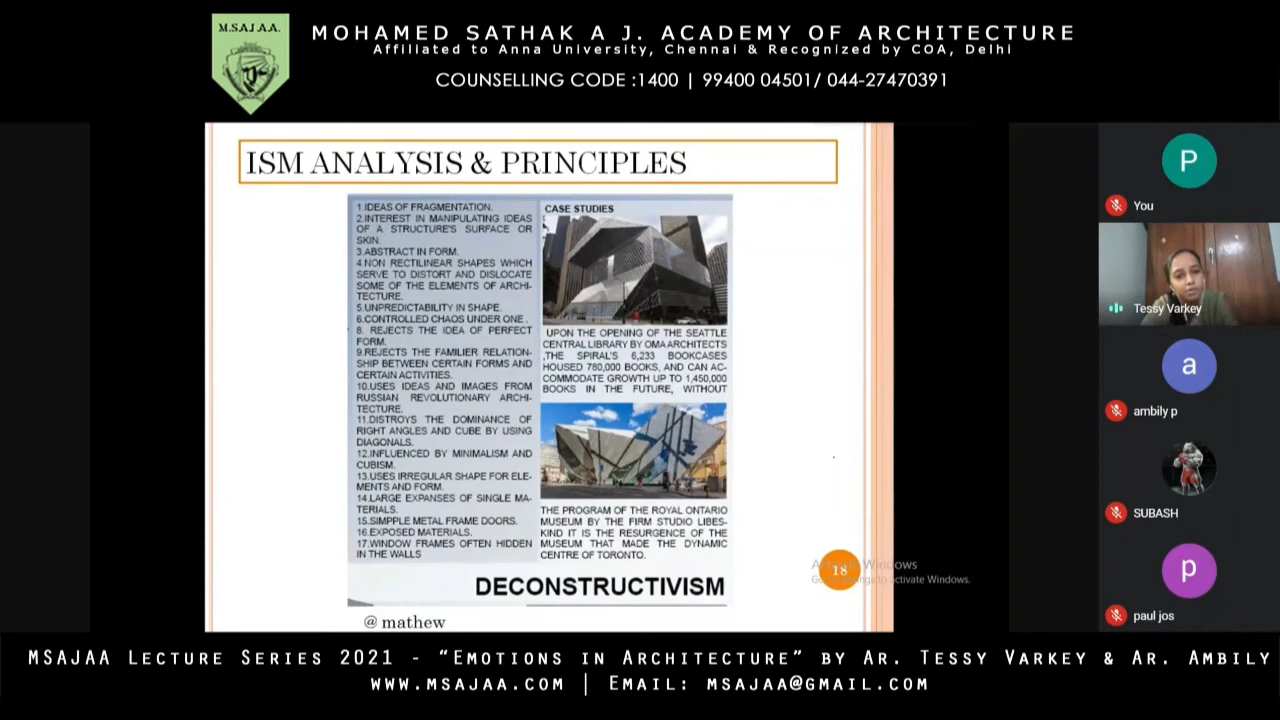 M.S.A.J.A.A.
MOHAMED SATHAK A J. ACADEMY OF ARCHITECTURE
Affiliated to Anna University, Chennai & Recognized by COA, Delhi
COUNSELLING CODE :1400 | 99400 04501/ 044-27470391
ISM ANALYSIS & PRINCIPLES
1.IDEAS OF FRAGMENTATION.
2.INTEREST IN MANIPULATING IDEAS
OF A STRUCTURE'S SURFACE OR
SKIN.
3.ABSTRACT IN FORM.
4.NON RECTILINEAR SHAPES WHICH
SERVE TO DISTORT AND DISLOCATE
SOME OF THE ELEMENTS OF ARCHI-
TECTURE.
5.UNPREDICTABILITY IN SHAPE.
6.CONTROLLED CHAOS UNDER ONE .
8. REJECTS THE IDEA OF PERFECT
FORM.
9.REJECTS THE FAMILIER RELATION-
SHIP BETWEEN CERTAIN FORMS AND
CERTAIN ACTIVITIES.
10.USES IDEAS AND IMAGES FROM
RUSSIAN REVOLUTIONARY ARCHI-
TECTURE.
11.DISTROYS THE DOMINANCE OF
RIGHT ANGLES AND CUBE BY USING
DIAGONALS.
12.INFLUENCED BY MINIMALISM AND
CUBISM.
13.USES IRREGULAR SHAPE FOR ELE-
MENTS AND FORM.
14.LARGE EXPANSES OF SINGLE MA-
TERIALS.
15.SIMPPLE METAL FRAME DOORS.
16.EXPOSED MATERIALS.
17.WINDOW FRAMES OFTEN HIDDEN
IN THE WALLS
CASE STUDIES
UPON THE OPENING OF THE SEATTLE
CENTRAL LIBRARY BY OMA ARCHITECTS
,THE SPIRAL'S 6,233 BOOKCASES
HOUSED 780,000 BOOKS, AND CAN AC-
COMMODATE GROWTH UP TO 1,450,000
BOOKS IN THE FUTURE, WITHOUT
THE PROGRAM OF THE ROYAL ONTARIO
MUSEUM BY THE FIRM STUDIO LIBES-
KIND IT IS THE RESURGENCE OF THE
MUSEUM THAT MADE THE DYNAMIC
CENTRE OF TORONTO.
DECONSTRUCTIVISM
@ mathew
18
Windows
activate Windows.
P
You
Tessy Varkey
a
ambily p
SUBASH
p
paul jos
MSAJAA Lecture Series 2021 - "Emotions in Architecture" by Ar. Tessy Varkey & Ar. Ambily
www.msajaa.com | Email: msajaa@gmail.com